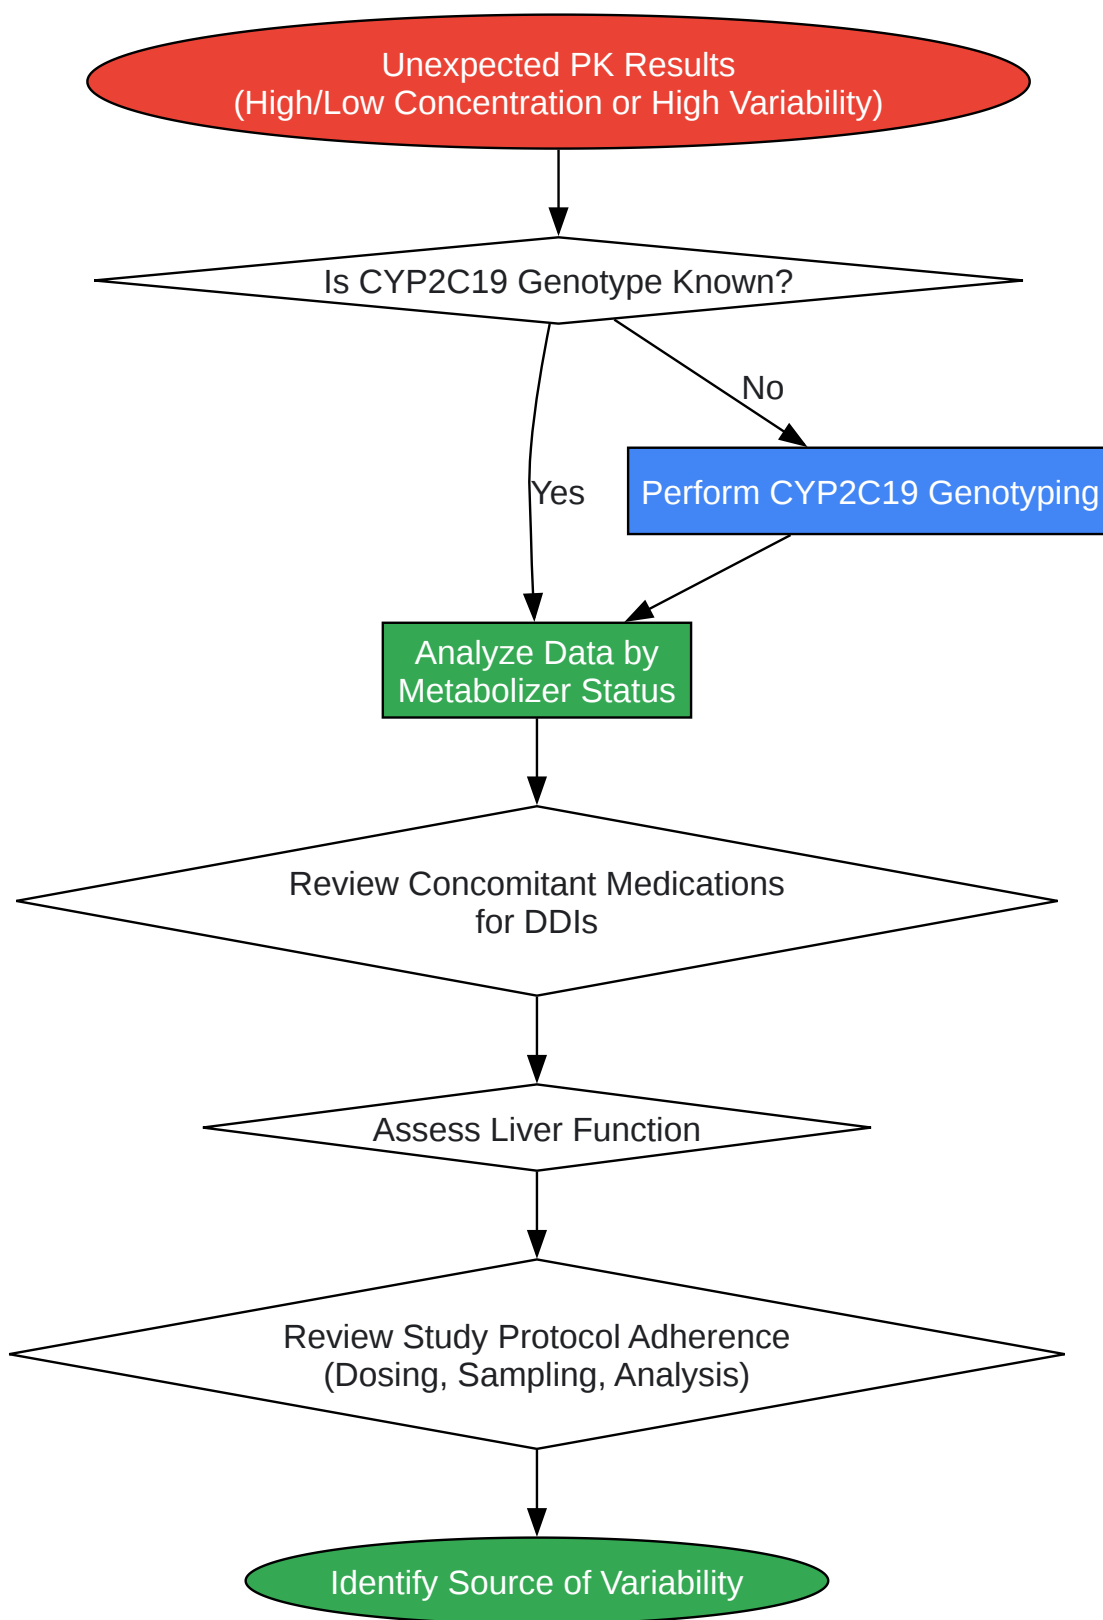 Unexpected PK Results
(High/Low Concentration or High Variability)
Is CYP2C19 Genotype Known?
No
Yes
Perform CYP2C19 Genotyping
Analyze Data by
Metabolizer Status
Review Concomitant Medications
for DDIs
Assess Liver Function
Review Study Protocol Adherence
(Dosing, Sampling, Analysis)
Identify Source of Variability